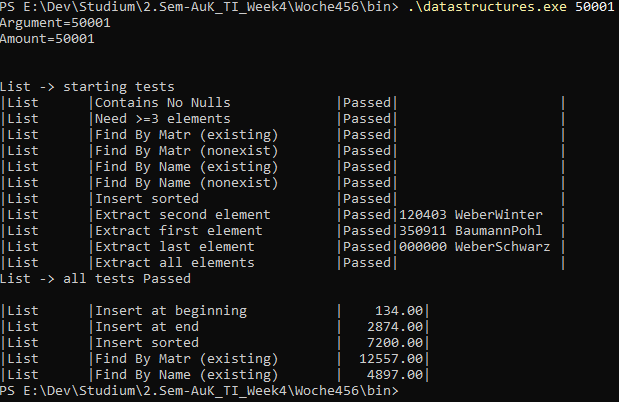 PS E:\Dev\Studium\2.Sem-AuK_TI_Week4\Woche456\bin> .\datastructures.exe 50001
Argument=50001
Amount=50001
List -> starting tests
|List      |Contains No Nulls             |Passed|                    |
|List      |Need >=3 elements             |Passed|                    |
|List      |Find By Matr (existing)       |Passed|                    |
|List      |Find By Matr (nonexist)       |Passed|                    |
|List      |Find By Name (existing)       |Passed|                    |
|List      |Find By Name (nonexist)       |Passed|                    |
|List      |Insert sorted                 |Passed|                    |
|List      |Extract second element        |Passed|120403 WeberWinter  |
|List      |Extract first element         |Passed|350911 BaumannPohl  |
|List      |Extract last element          |Passed|000000 WeberSchwarz |
|List      |Extract all elements          |Passed|                    |
List -> all tests Passed
|List      |Insert at beginning           |    134.00|
|List      |Insert at end                 |   2874.00|
|List      |Insert sorted                 |   7200.00|
|List      |Find By Matr (existing)       |  12557.00|
|List      |Find By Name (existing)       |   4897.00|
PS E:\Dev\Studium\2.Sem-AuK_TI_Week4\Woche456\bin>